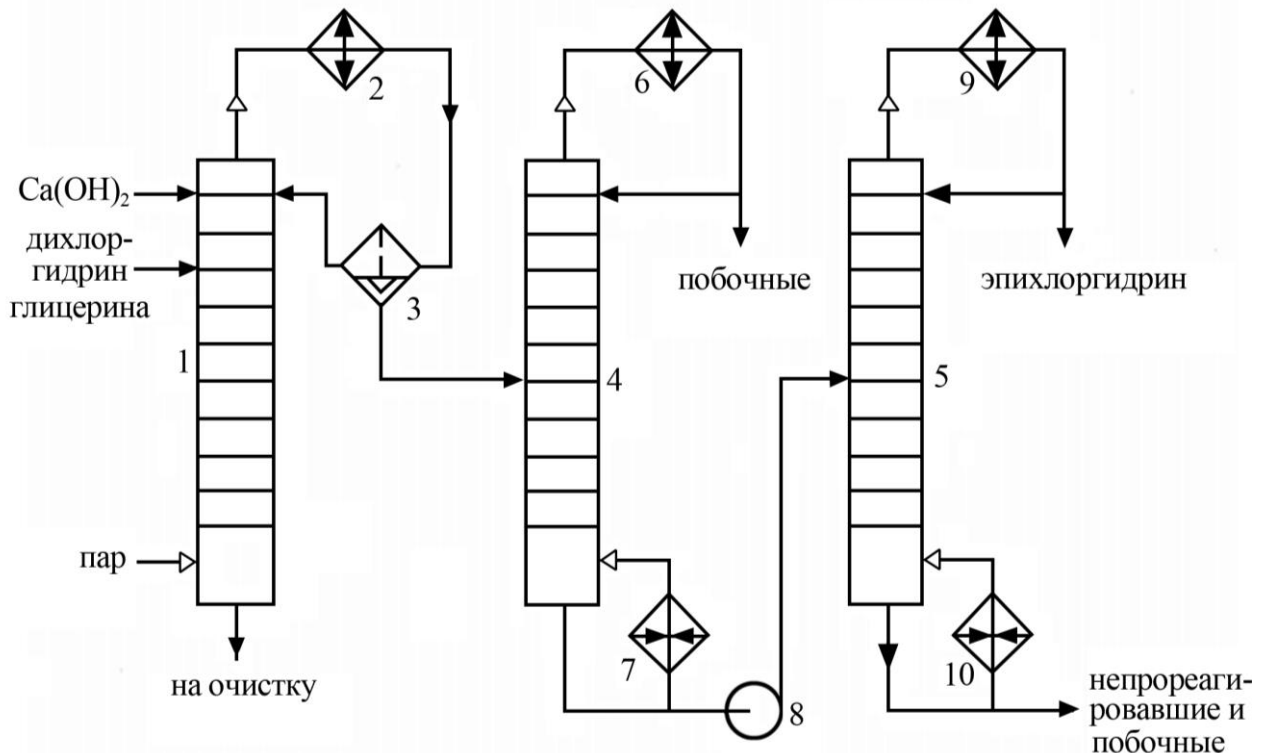 2
6
9
Ca(OH)₂
дихлор-
гидрин
глицерина
3
побочные
эпихлоргидрин
1
4
5
пар
7
10
на очистку
8
непрореаги-
ровавшие и
побочные